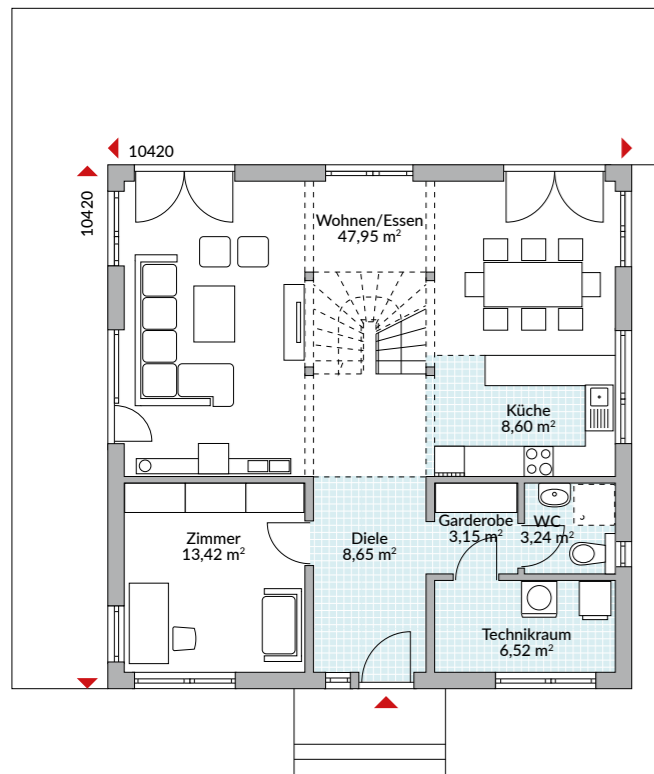 10420
10420
Wohnen/Essen
47,95 m²
Küche
8,60 m²
Zimmer
13,42 m²
Diele
8,65 m²
Garderobe
3,15 m²
WC
3,24 m²
Technikraum
6,52 m²